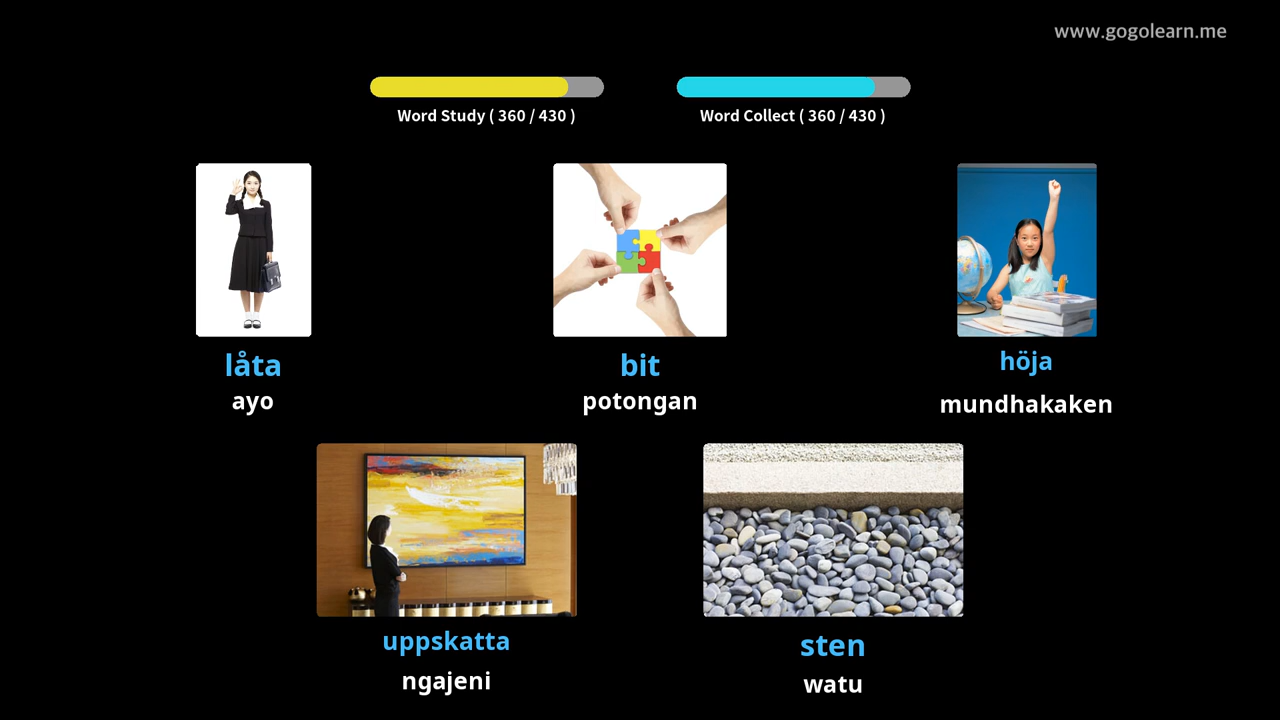 www.gogolearn.me
Word Study ( 360 / 430 )
Word Collect ( 360 / 430 )
låta
ayo
bit
potongan
höja
mundhakaken
uppskatta
ngajeni
sten
watu